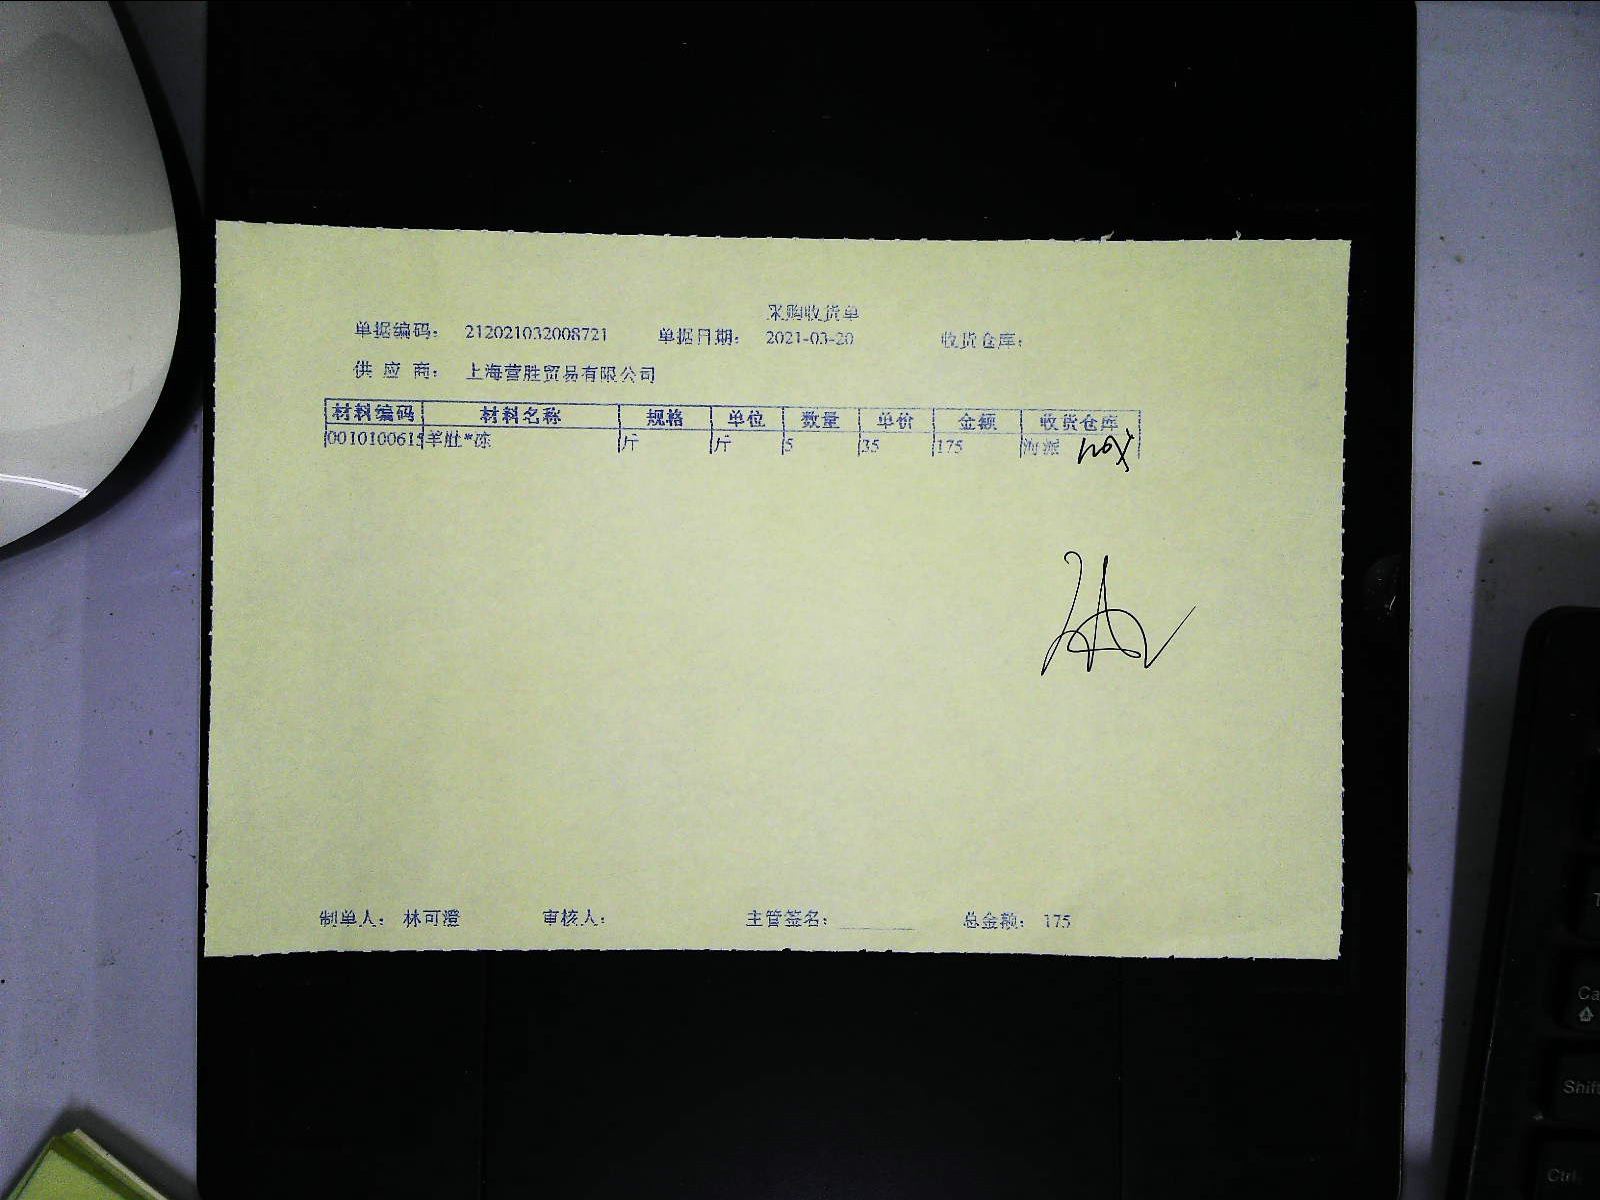 采购收货单
单据编码： 212021032008721 单据日期： 2021-03-20 收货仓库：
供应商： 上海营胜贸易有限公司
材料编码 材料名称 规格 单位 数量 单价 金额 收货仓库
0010100615 羊肚*冻 斤 斤 5 35 175 海派
制单人： 林可澄 审核人： 主管签名： 总金额： 175
Ca
Shift
Ctrl